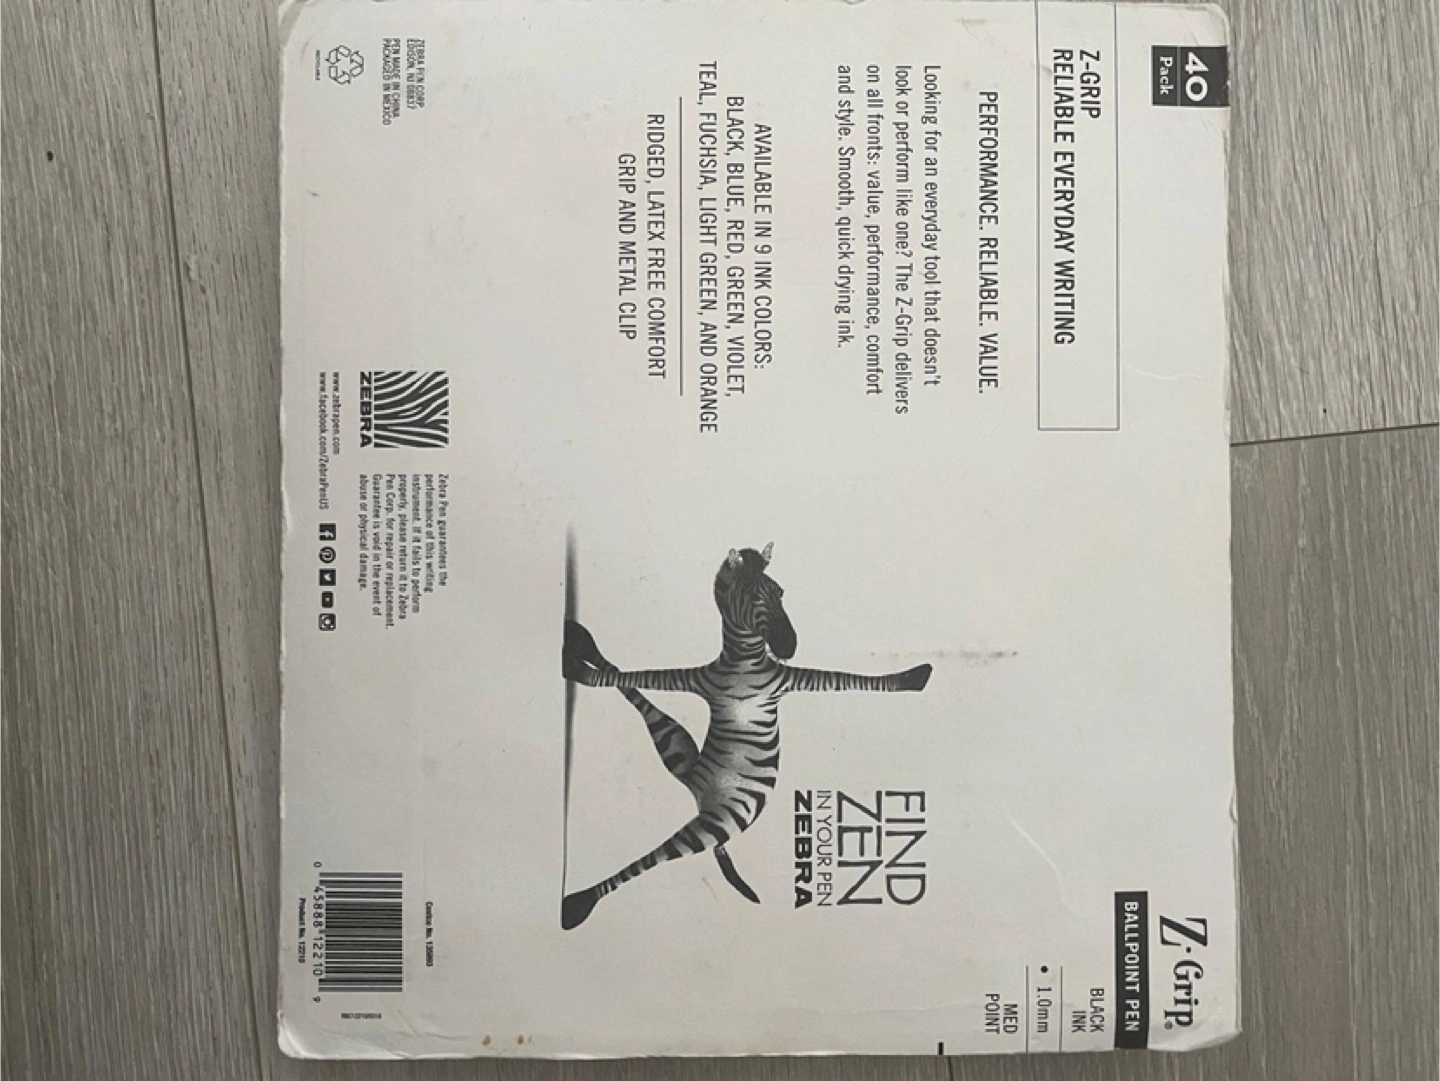 40
Pack
Z-GRIP
RELIABLE EVERYDAY WRITING
PERFORMANCE. RELIABLE. VALUE.
Looking for an everyday tool that doesn't
look or perform like one? The Z-Grip delivers
on all fronts: value, performance, comfort
and style. Smooth, quick drying ink.
AVAILABLE IN 9 INK COLORS:
BLACK, BLUE, RED, GREEN, VIOLET,
TEAL, FUCHSIA, LIGHT GREEN, AND ORANGE
RIDGED, LATEX FREE COMFORT
GRIP AND METAL CLIP
Z-Grip®
BALLPOINT PEN
BLACK
INK
• 1.0mm
MED
POINT
FIND
ZEN
IN YOUR PEN
ZEBRA
ZEBRA PEN CORP.
EDISON, NJ 08837
PEN MADE IN CHINA
PACKAGED IN MEXICO
ZEBRA
www.zebrapen.com
www.facebook.com/ZebraPenUS
Zebra Pen guarantees the
performance of this writing
instrument. If it fails to perform
properly, please return it to Zebra
Pen Corp. for repair or replacement.
Guarantee is void in the event of
abuse or physical damage.
Costco No. 135093
0 45888 12210 9
Product No. 12210